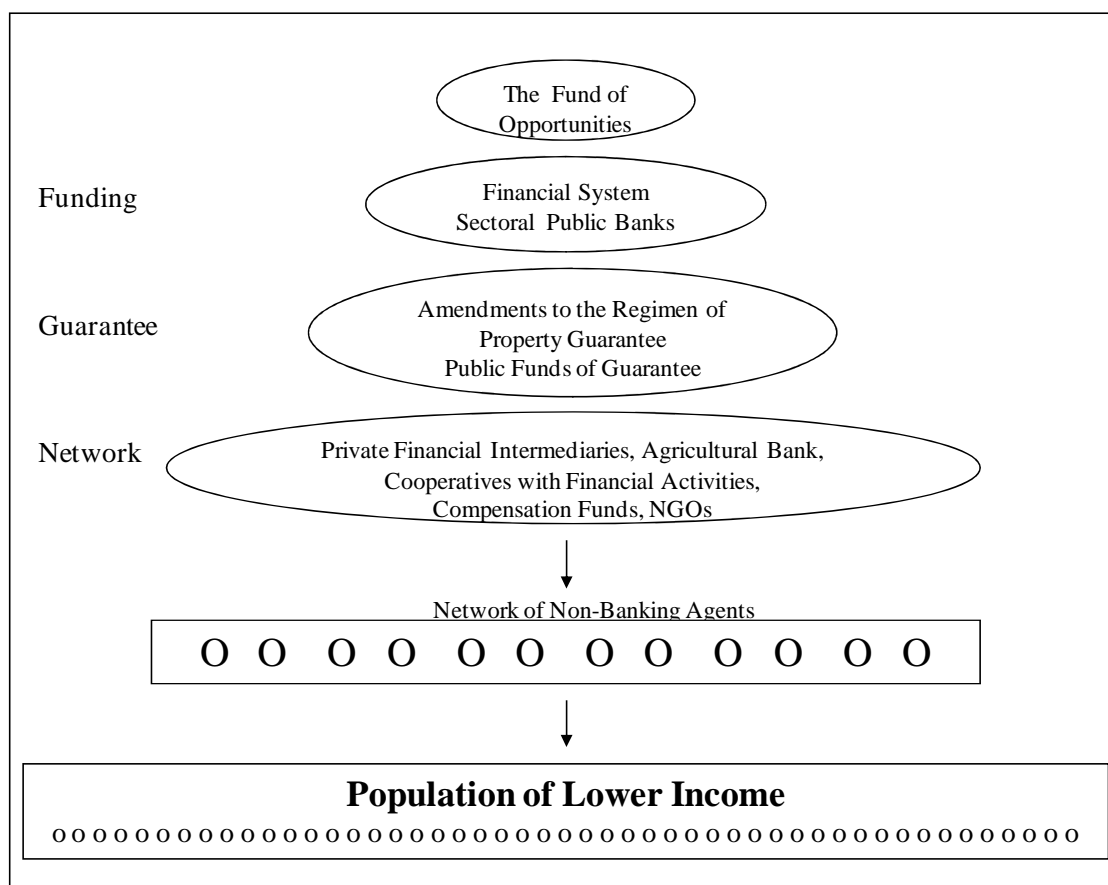 The Fund of
Opportunities
Funding
Financial System
Sectoral Public Banks
Guarantee
Amendments to the Regimen of
Property Guarantee
Public Funds of Guarantee
Network
Private Financial Intermediaries, Agricultural Bank,
Cooperatives with Financial Activities,
Compensation Funds, NGOs
Network of Non-Banking Agents
O O O O O O O O O O O O
Population of Lower Income
o o o o o o o o o o o o o o o o o o o o o o o o o o o o o o o o o o o o o o o o o o o o o o o o o